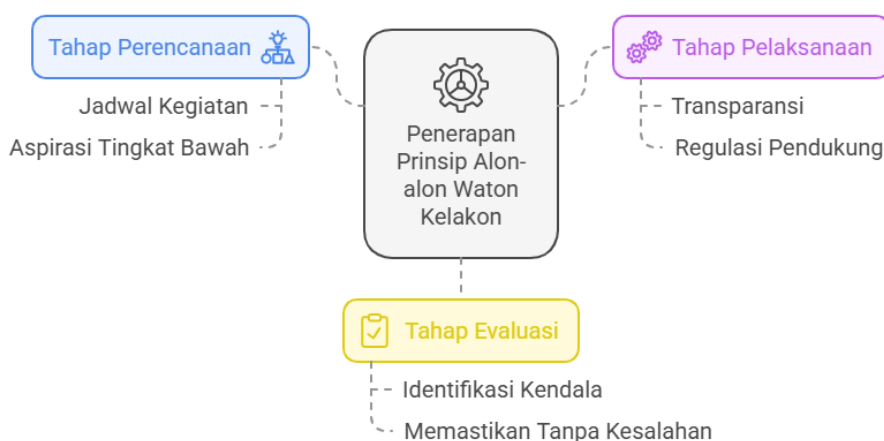 Tahap Perencanaan
Jadwal Kegiatan
Aspirasi Tingkat Bawah
Penerapan
Prinsip Alon-
alon Waton
Kelakon
Tahap Pelaksanaan
Transparansi
Regulasi Pendukung
Tahap Evaluasi
Identifikasi Kendala
Memastikan Tanpa Kesalahan